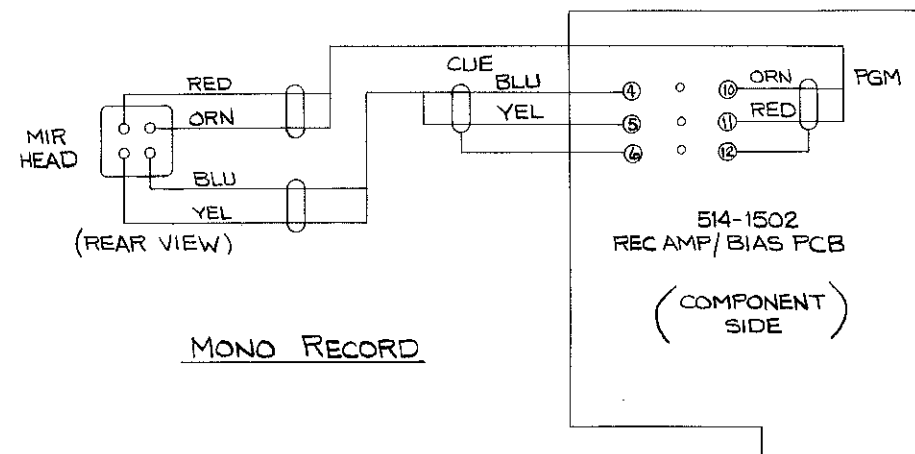 CUE
RED
BLU
④
⑩
ORN
PGM
ORN
YEL
⑤
⑪
RED
MIR
HEAD
⑥
⑫
BLU
YEL
(REAR VIEW)
514-1502
REC AMP/BIAS PCB
(COMPONENT
SIDE)
MONO RECORD